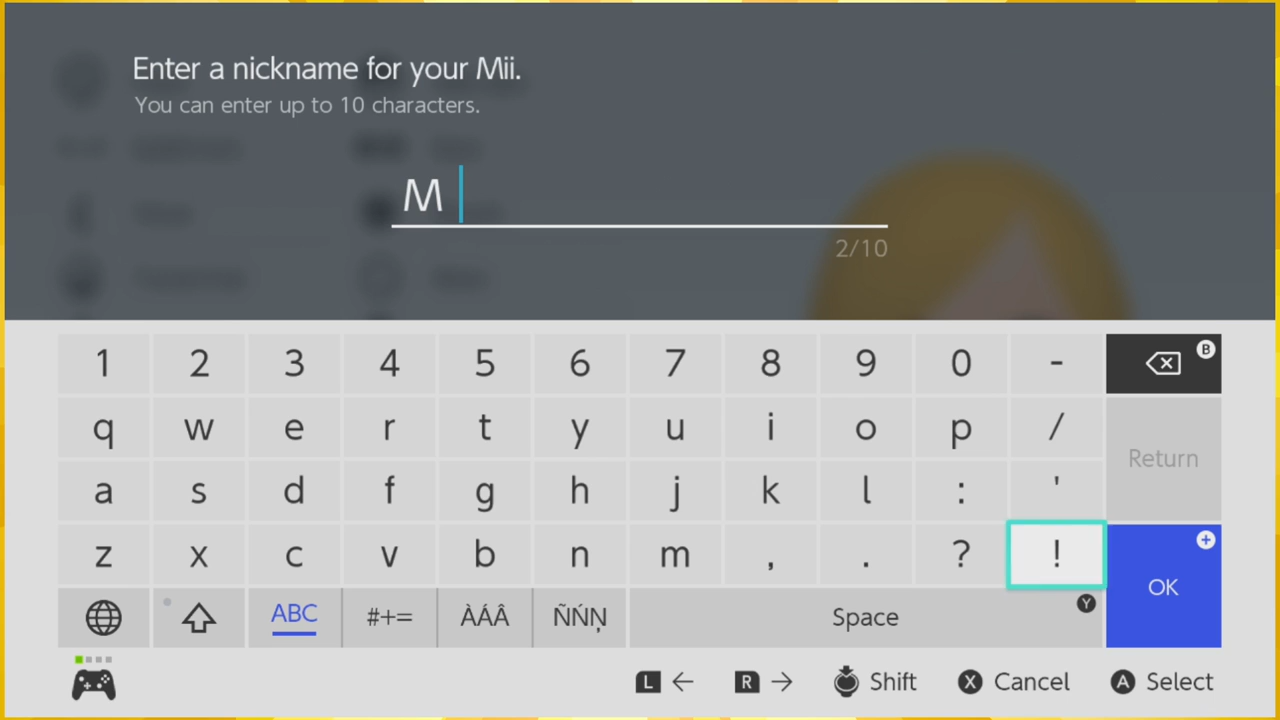 Enter a nickname for your Mii.
You can enter up to 10 characters.
M
2/10
1 2 3 4 5 6 7 8 9 0 - B
q w e r t y u i o p /
Return
a s d f g h j k l : '
z x c v b n m , . ? ! +
OK
ABC #+= ÀÁÂ ÑŃŅ Space Y
L ← R → Shift X Cancel A Select